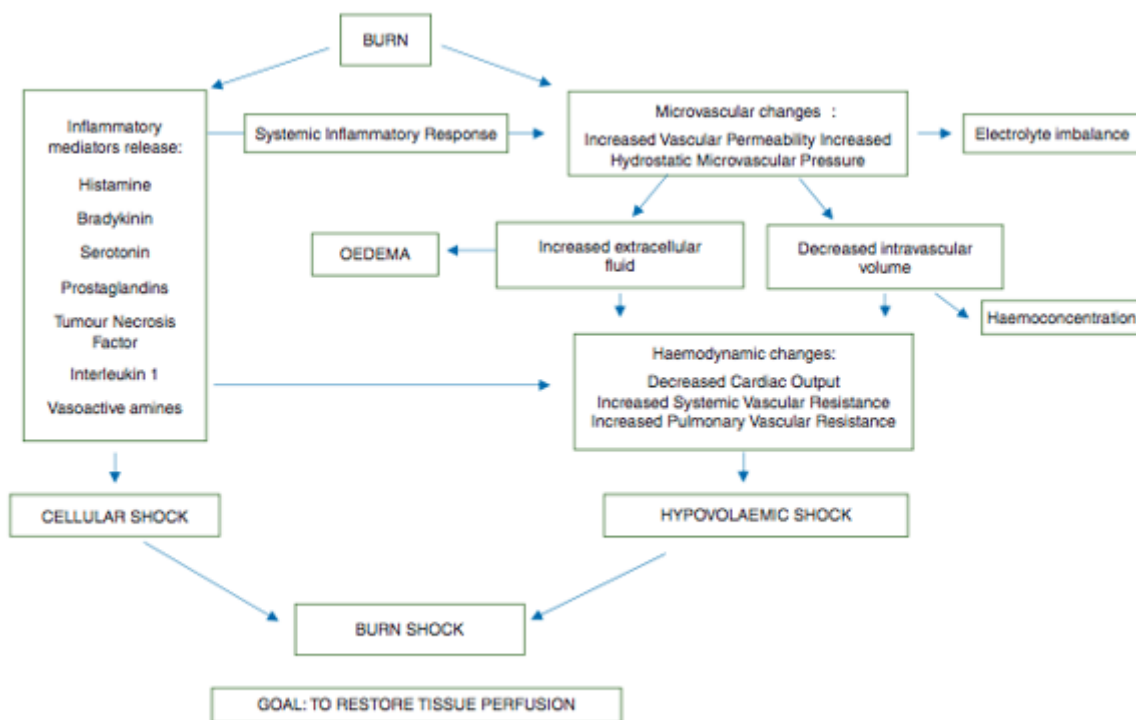 BURN
Inflammatory
mediators release:
Histamine
Bradykinin
Serotonin
Prostaglandins
Tumour Necrosis
Factor
Interleukin 1
Vasoactive amines
Systemic Inflammatory Response
Microvascular changes :
Increased Vascular Permeability Increased
Hydrostatic Microvascular Pressure
Electrolyte imbalance
OEDEMA
Increased extracellular
fluid
Decreased intravascular
volume
Haemoconcentration
Haemodynamic changes:
Decreased Cardiac Output
Increased Systemic Vascular Resistance
Increased Pulmonary Vascular Resistance
CELLULAR SHOCK
HYPOVOLAEMIC SHOCK
BURN SHOCK
GOAL: TO RESTORE TISSUE PERFUSION